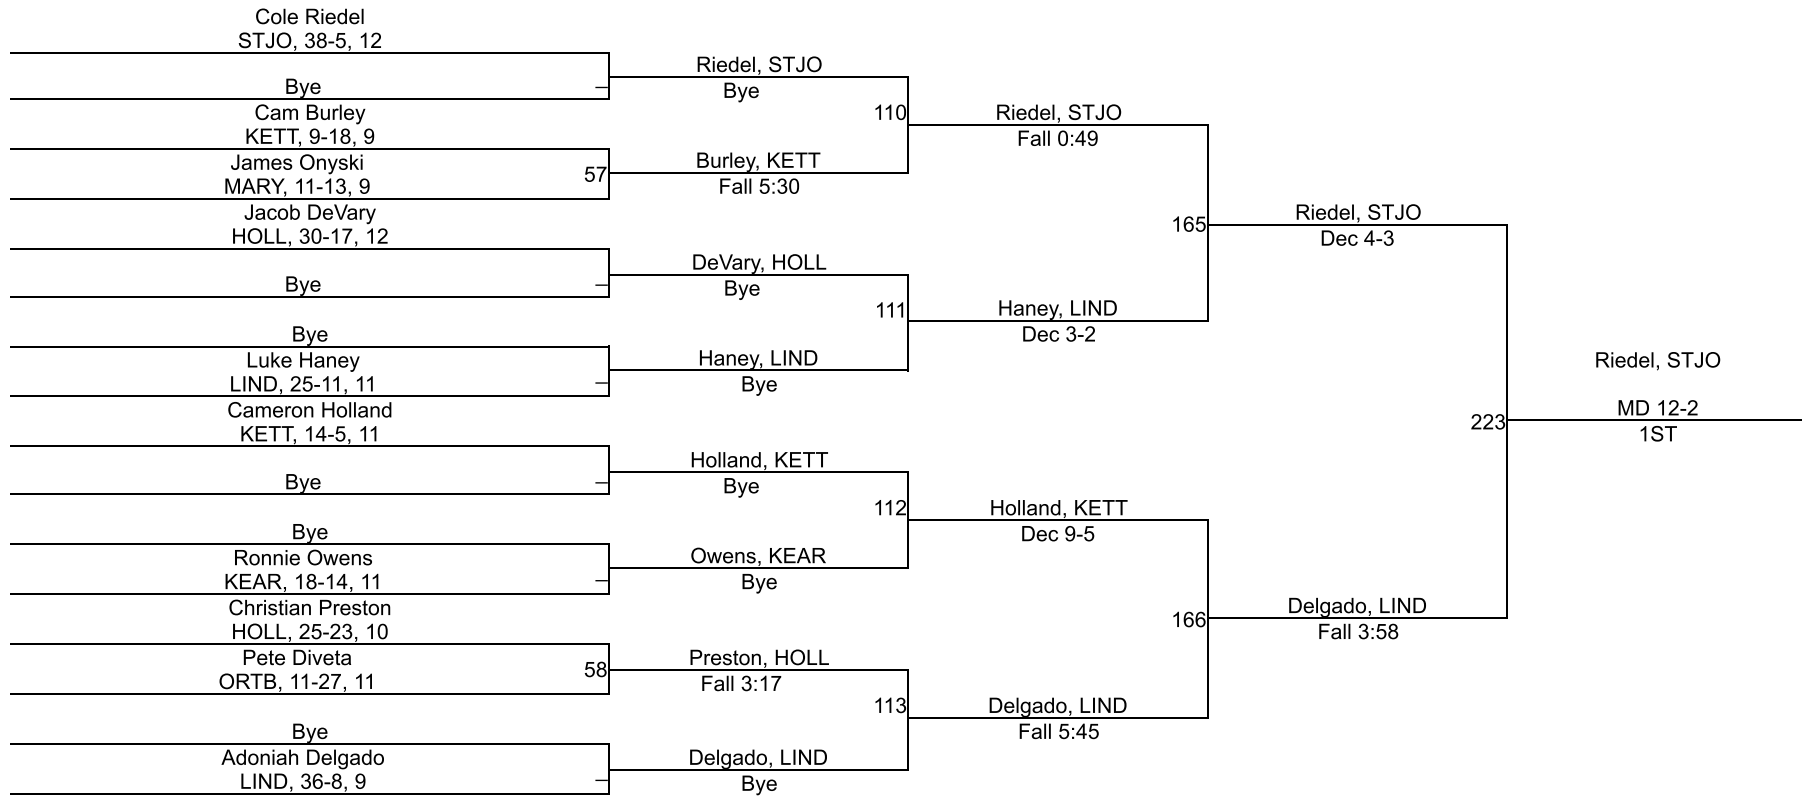 Cole Riedel
STJO, 38-5, 12
Bye
Cam Burley
KETT, 9-18, 9
James Onyski
MARY, 11-13, 9
57
Jacob DeVary
HOLL, 30-17, 12
Bye
Bye
Luke Haney
LIND, 25-11, 11
Cameron Holland
KETT, 14-5, 11
Bye
Bye
Ronnie Owens
KEAR, 18-14, 11
Christian Preston
HOLL, 25-23, 10
Pete Diveta
ORTB, 11-27, 11
58
Bye
Adoniah Delgado
LIND, 36-8, 9
Riedel, STJO
Bye
110
Burley, KETT
Fall 5:30
DeVary, HOLL
Bye
111
Haney, LIND
Bye
Holland, KETT
Bye
112
Owens, KEAR
Bye
Preston, HOLL
Fall 3:17
113
Delgado, LIND
Bye
Riedel, STJO
Fall 0:49
165
Haney, LIND
Dec 3-2
Holland, KETT
Dec 9-5
166
Delgado, LIND
Fall 5:45
Riedel, STJO
Dec 4-3
223
Delgado, LIND
Fall 3:58
Riedel, STJO
MD 12-2
1ST